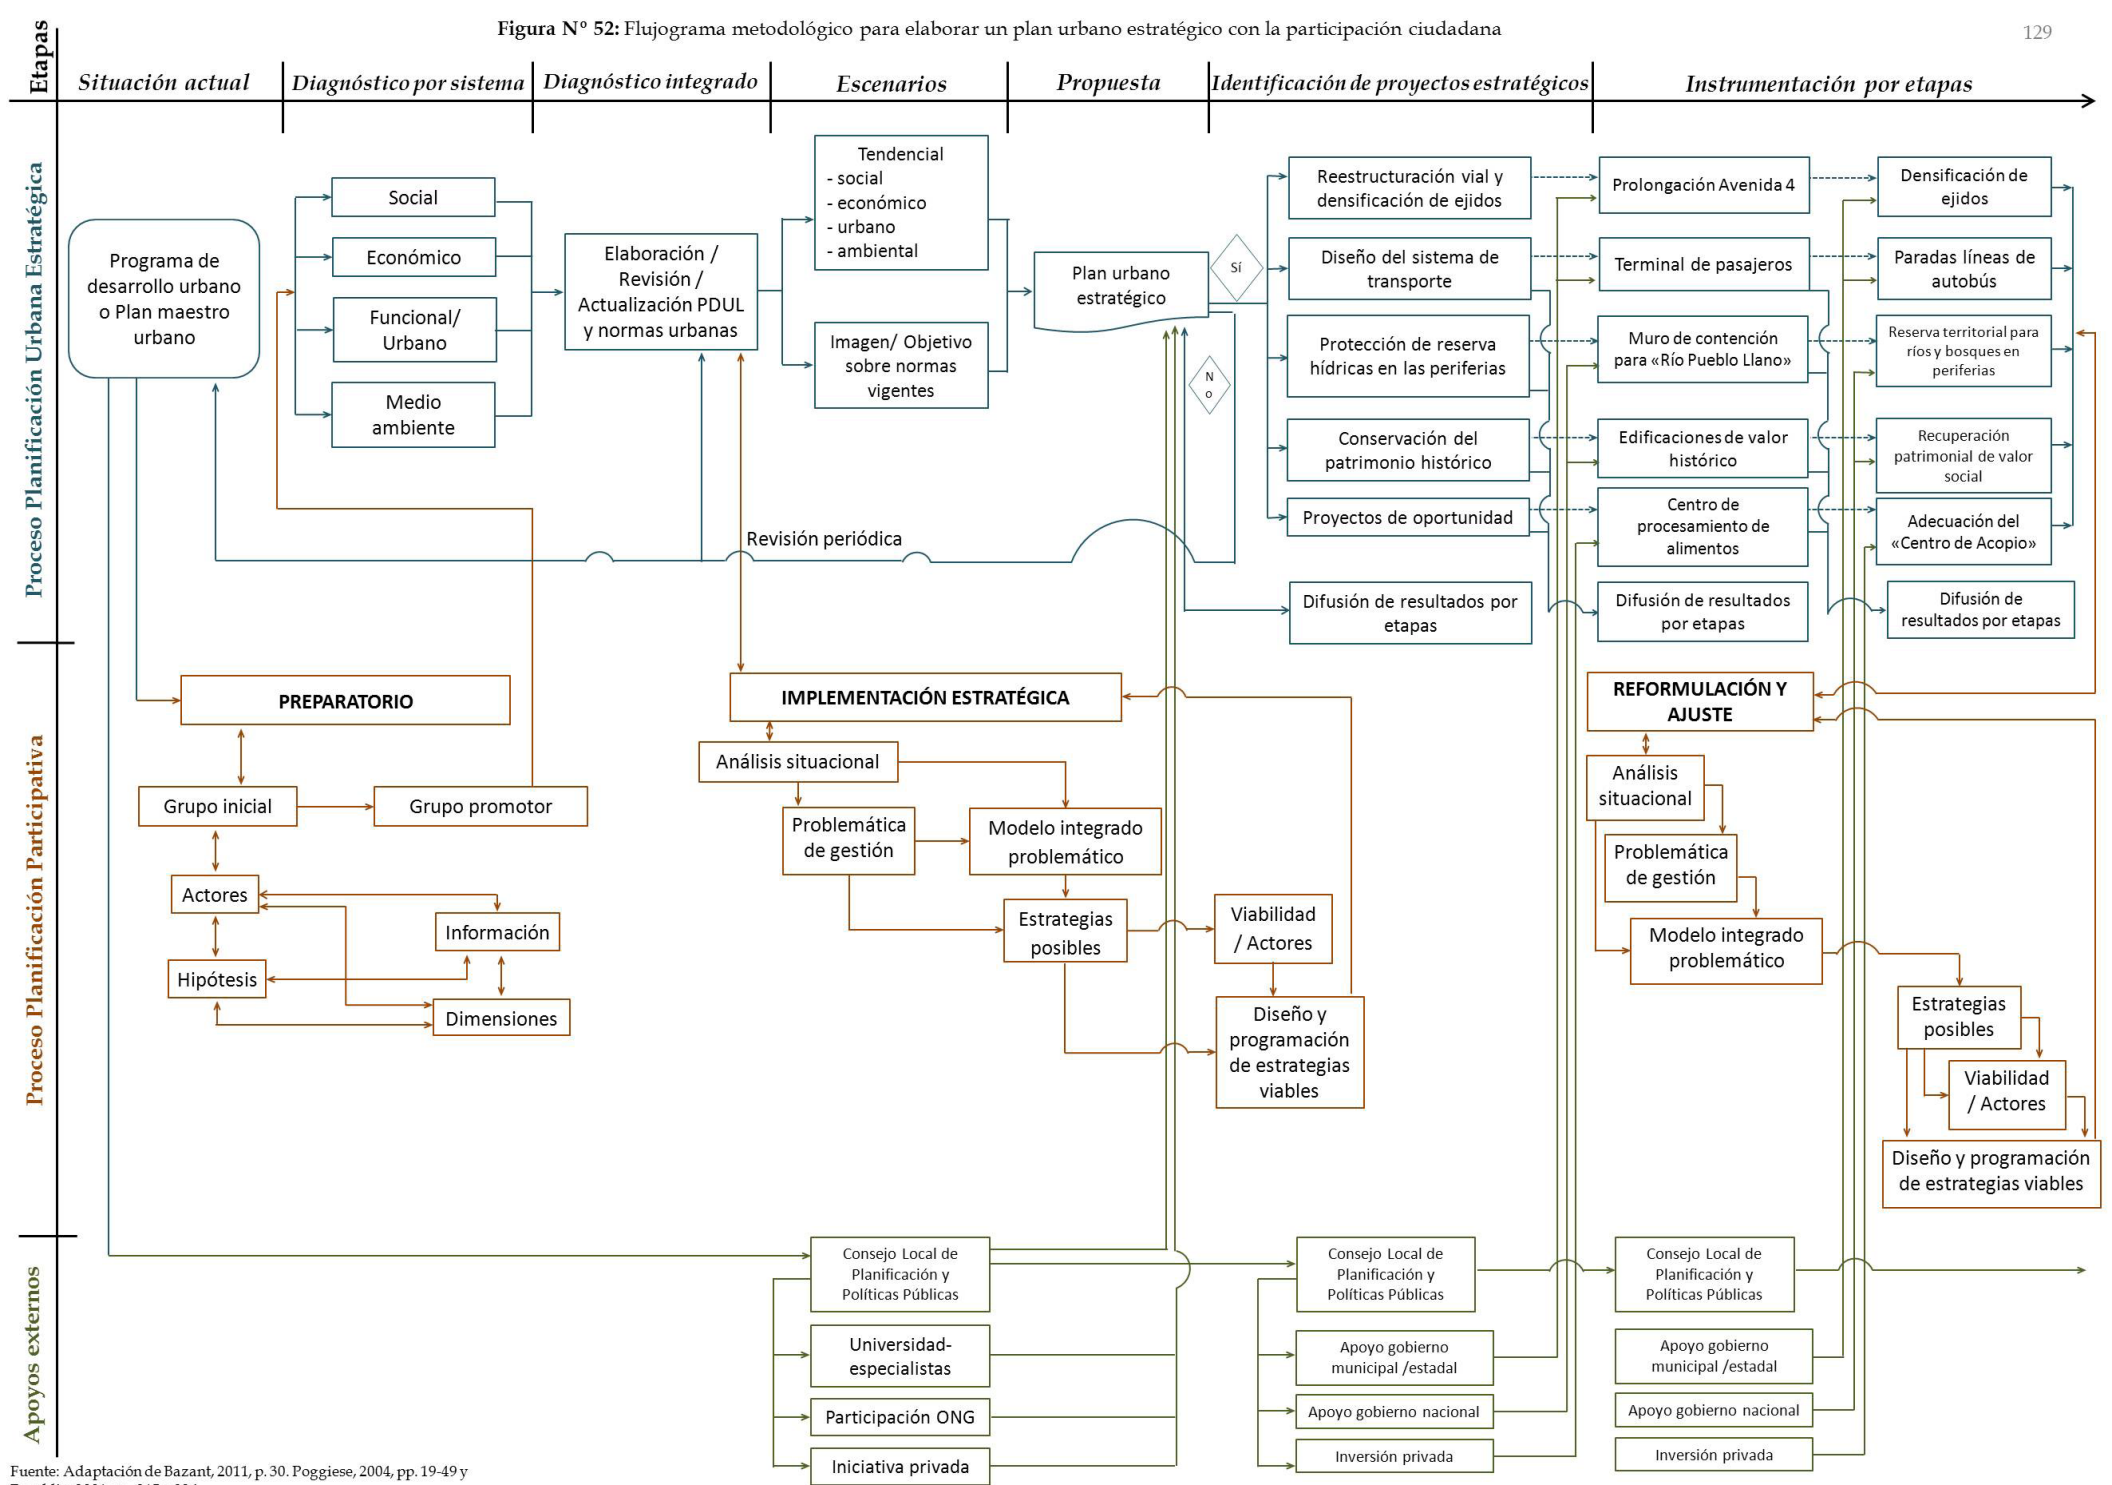 Figura Nº 52: Flujograma metodológico para elaborar un plan urbano estratégico con la participación ciudadana
129
Etapas
Situación actual
Diagnóstico por sistema
Diagnóstico integrado
Escenarios
Propuesta
Identificación de proyectos estratégicos
Instrumentación por etapas
Proceso Planificación Urbana Estratégica
Programa de
desarrollo urbano
o Plan maestro
urbano
Social
Económico
Funcional/
Urbano
Medio
ambiente
Elaboración /
Revisión /
Actualización PDUL
y normas urbanas
Tendencial
- social
- económico
- urbano
- ambiental
Imagen/ Objetivo
sobre normas
vigentes
Plan urbano
estratégico
Sí
N
o
Revisión periódica
Reestructuración vial y
densificación de ejidos
Diseño del sistema de
transporte
Protección de reserva
hídricas en las periferias
Conservación del
patrimonio histórico
Proyectos de oportunidad
Difusión de resultados por
etapas
Prolongación Avenida 4
Terminal de pasajeros
Muro de contención
para «Río Pueblo Llano»
Edificaciones de valor
histórico
Centro de
procesamiento de
alimentos
Difusión de resultados
por etapas
Densificación de
ejidos
Paradas líneas de
autobús
Reserva territorial para
ríos y bosques en
periferias
Recuperación
patrimonial de valor
social
Adecuación del
«Centro de Acopio»
Difusión de
resultados por etapas
Proceso Planificación Participativa
PREPARATORIO
Grupo inicial
Grupo promotor
Actores
Información
Hipótesis
Dimensiones
IMPLEMENTACIÓN ESTRATÉGICA
Análisis situacional
Problemática
de gestión
Modelo integrado
problemático
Estrategias
posibles
Viabilidad
/ Actores
Diseño y
programación
de estrategias
viables
REFORMULACIÓN Y
AJUSTE
Análisis
situacional
Problemática
de gestión
Modelo integrado
problemático
Estrategias
posibles
Viabilidad
/ Actores
Diseño y programación
de estrategias viables
Apoyos externos
Consejo Local de
Planificación y
Políticas Públicas
Universidad-
especialistas
Participación ONG
Iniciativa privada
Consejo Local de
Planificación y
Políticas Públicas
Apoyo gobierno
municipal /estadal
Apoyo gobierno nacional
Inversión privada
Consejo Local de
Planificación y
Políticas Públicas
Apoyo gobierno
municipal /estadal
Apoyo gobierno nacional
Inversión privada
Fuente: Adaptación de Bazant, 2011, p. 30. Poggiese, 2004, pp. 19-49 y